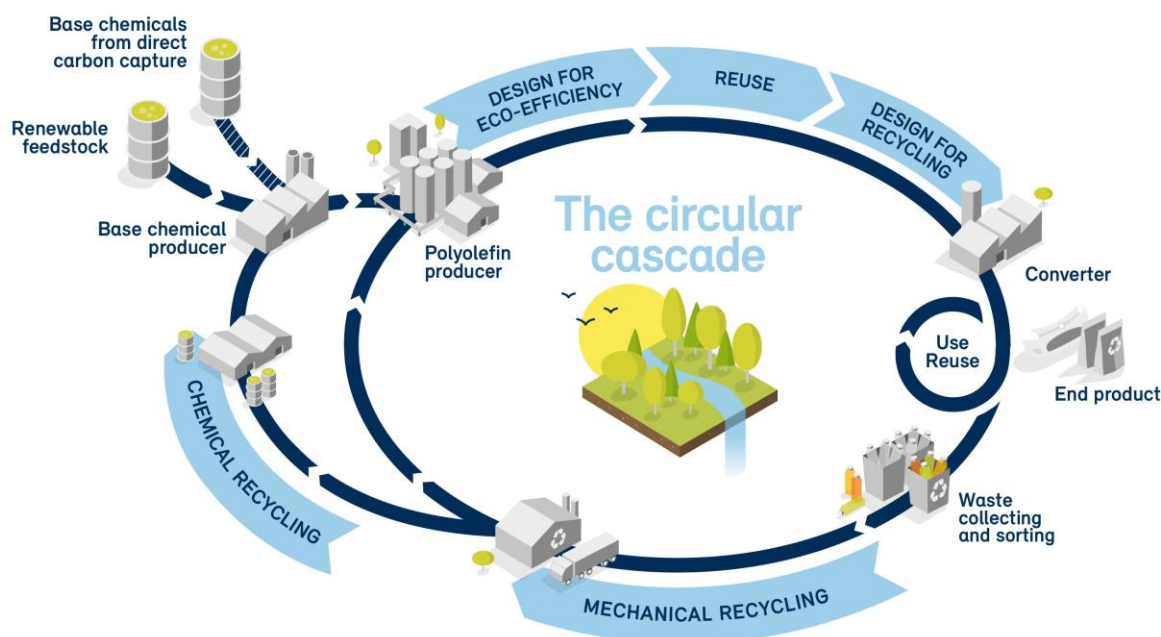 Base chemicals
from direct
carbon capture
Renewable
feedstock
Base chemical
producer
Polyolefin
producer
DESIGN FOR
ECO-EFFICIENCY
REUSE
DESIGN FOR
RECYCLING
The circular
cascade
Converter
Use
Reuse
End product
Waste
collecting
and sorting
MECHANICAL RECYCLING
CHEMICAL RECYCLING